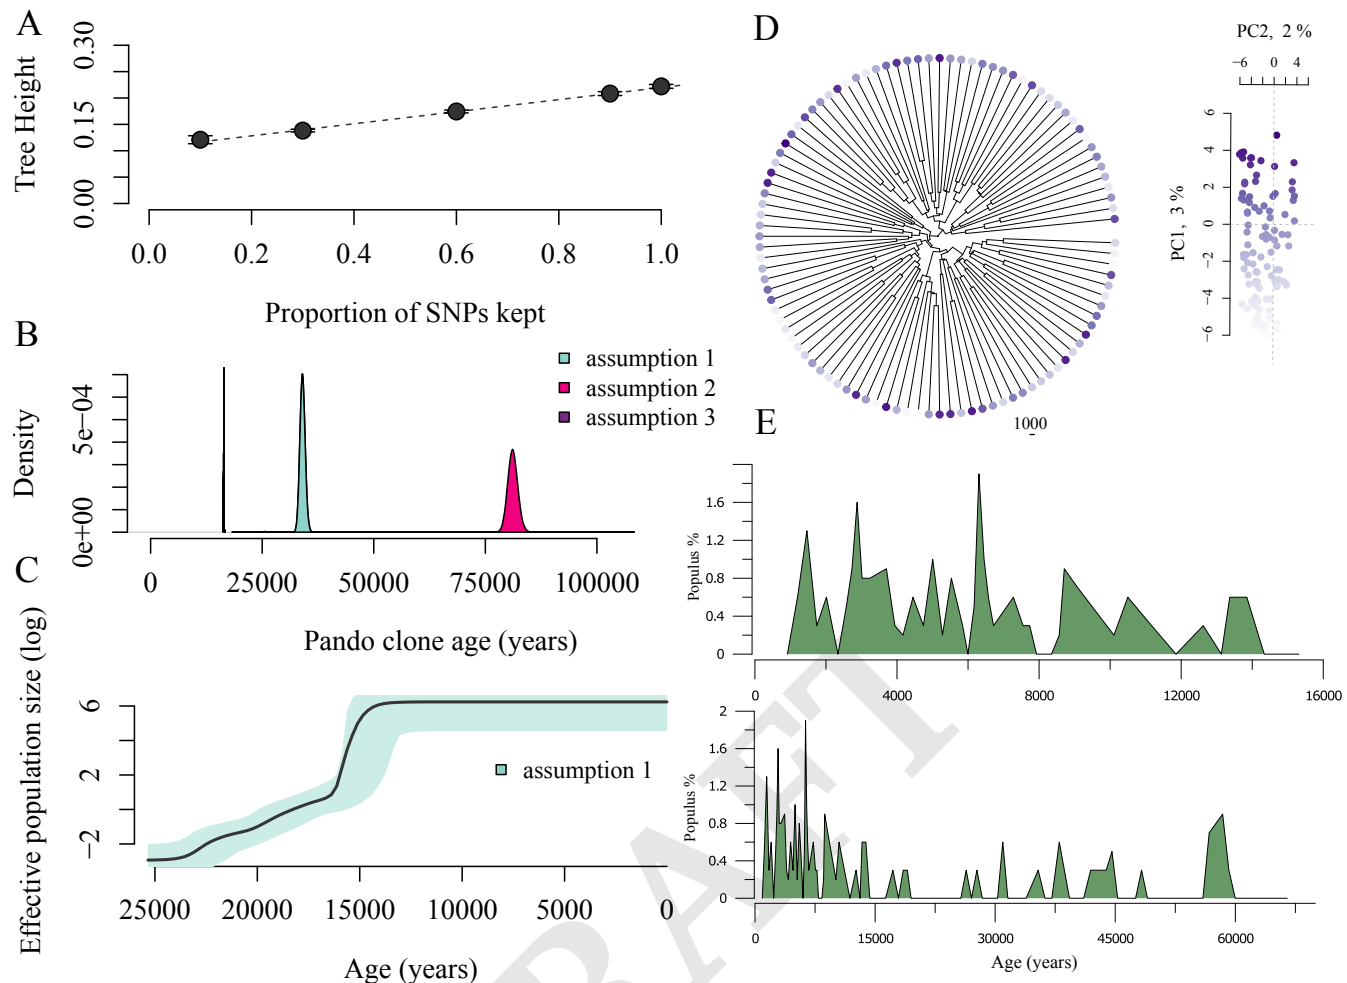 A
Tree Height
0.00
0.15
0.30
0.0
0.2
0.4
0.6
0.8
1.0
Proportion of SNPs kept
B
Density
0e+00
5e−04
assumption 1
assumption 2
assumption 3
0
25000
50000
75000
100000
Pando clone age (years)
C
Effective population size (log)
6
2
−2
assumption 1
25000
20000
15000
10000
5000
0
Age (years)
D
1000
PC2, 2 %
−6
0
4
PC1, 3 %
6
4
2
0
−2
−4
−6
E
Populus %
1.6
1.2
0.8
0.4
0
0
4000
8000
12000
16000
Populus %
2
1.6
1.2
0.8
0.4
0
0
15000
30000
45000
60000
Age (years)
DRAFT